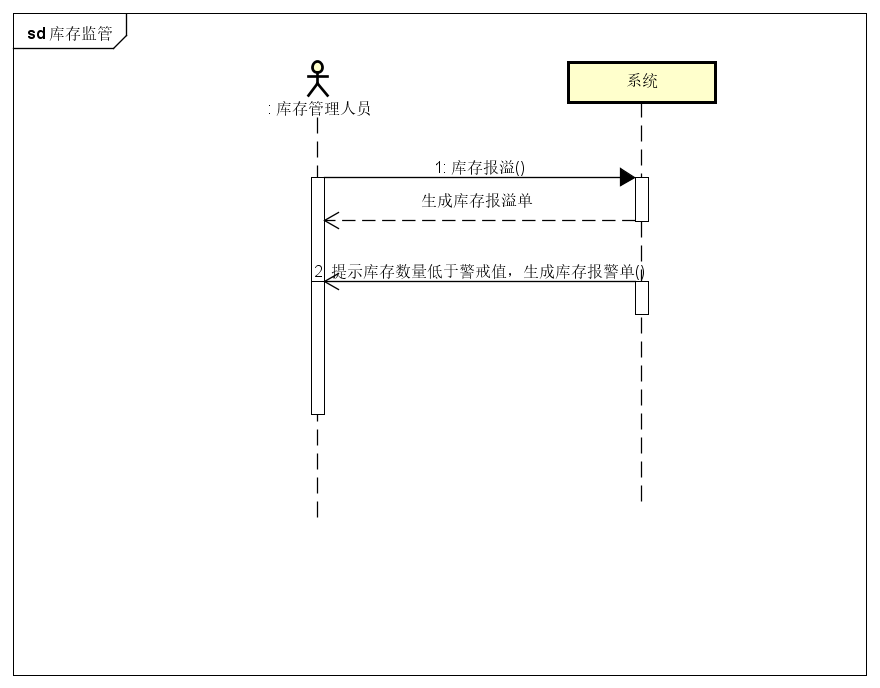 sd 库存监管
: 库存管理人员
系统
1: 库存报溢()
生成库存报溢单
2: 提示库存数量低于警戒值，生成库存报警单()